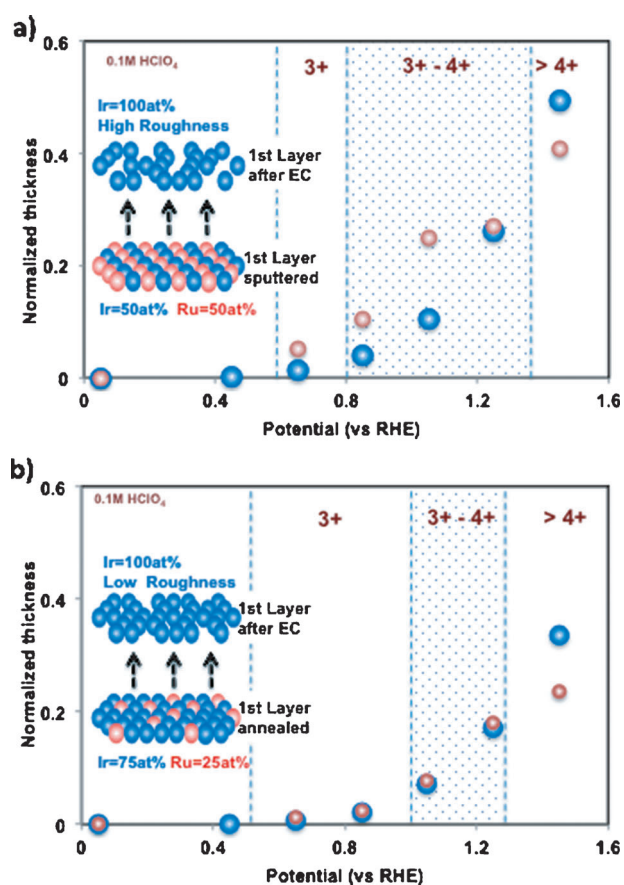 a)
0.6
0.4
0.2
0
Normalized thickness
0.1M HClO₄
3+
3+ - 4+
> 4+
Ir=100at%
High Roughness
1st Layer
after EC
1st Layer
sputtered
Ir=50at% Ru=50at%
0 0.4 0.8 1.2 1.6
Potential (vs RHE)
b)
0.6
0.4
0.2
0
Normalized thickness
0.1M HClO₄
3+
3+ - 4+
> 4+
Ir=100at%
Low Roughness
1st Layer
after EC
1st Layer
annealed
Ir=75at% Ru=25at%
0 0.4 0.8 1.2 1.6
Potential (vs RHE)